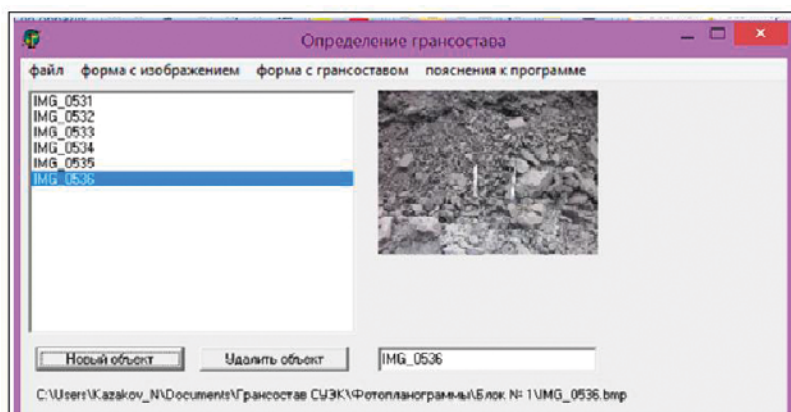 Определение грансостава
файл форма с изображением форма с грансоставом пояснения к программе
IMG_0531
IMG_0532
IMG_0533
IMG_0534
IMG_0535
IMG_0536
Новый объект Удалить объект IMG_0536
C:\Users\Kazakov_N\Documents\Грансостав СУЭК\Фотопланограммы\Блок № 1\IMG_0536.bmp